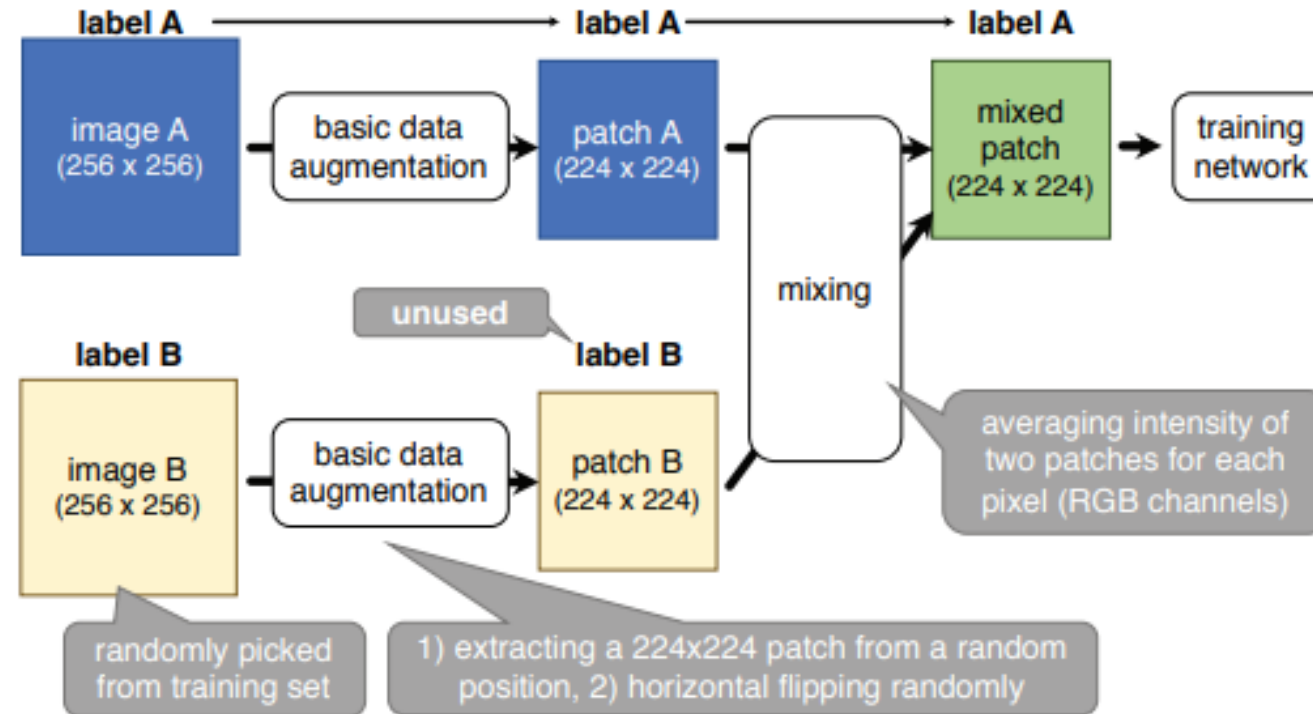 label A
label A
label A
image A
(256 x 256)
basic data
augmentation
patch A
(224 x 224)
mixed
patch
(224 x 224)
training
network
mixing
unused
label B
label B
image B
(256 x 256)
basic data
augmentation
patch B
(224 x 224)
averaging intensity of
two patches for each
pixel (RGB channels)
randomly picked
from training set
1) extracting a 224x224 patch from a random
position, 2) horizontal flipping randomly